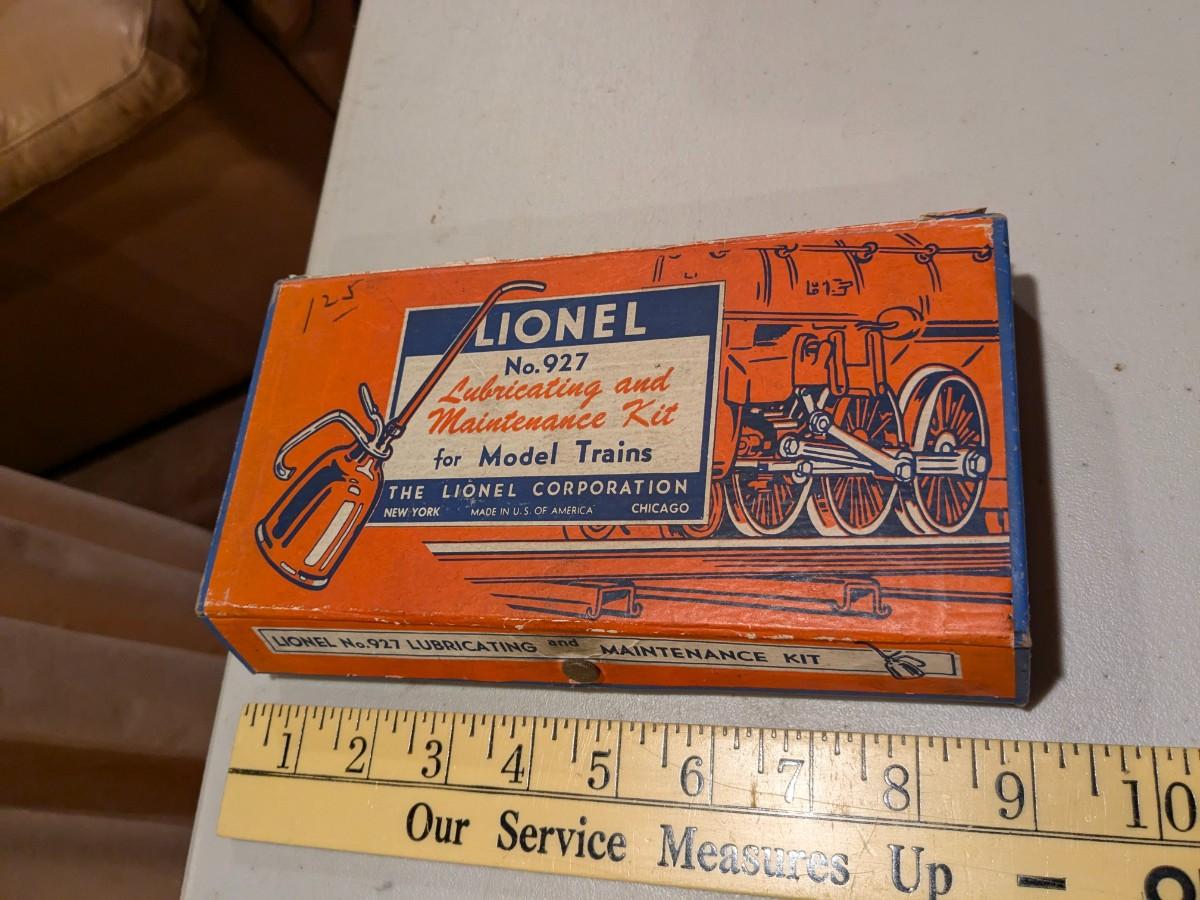 125
LIONEL
No. 927
Lubricating and
Maintenance Kit
for Model Trains
THE LIONEL CORPORATION
NEW YORK MADE IN U.S. OF AMERICA CHICAGO
LIONEL No. 927 LUBRICATING and MAINTENANCE KIT
1 2 3 4 5 6 7 8 9 10
Our Service Measures Up –